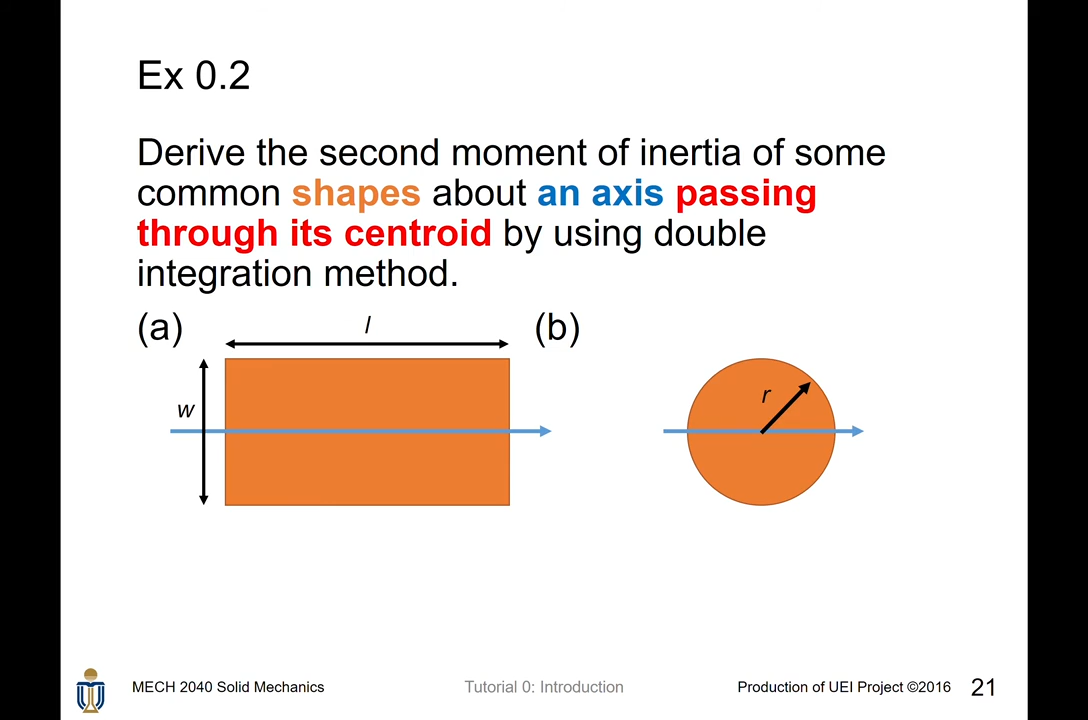 Ex 0.2
Derive the second moment of inertia of some
common shapes about an axis passing
through its centroid by using double
integration method.
(a)
l
(b)
w
r
MECH 2040 Solid Mechanics
Tutorial 0: Introduction
Production of UEI Project ©2016
21